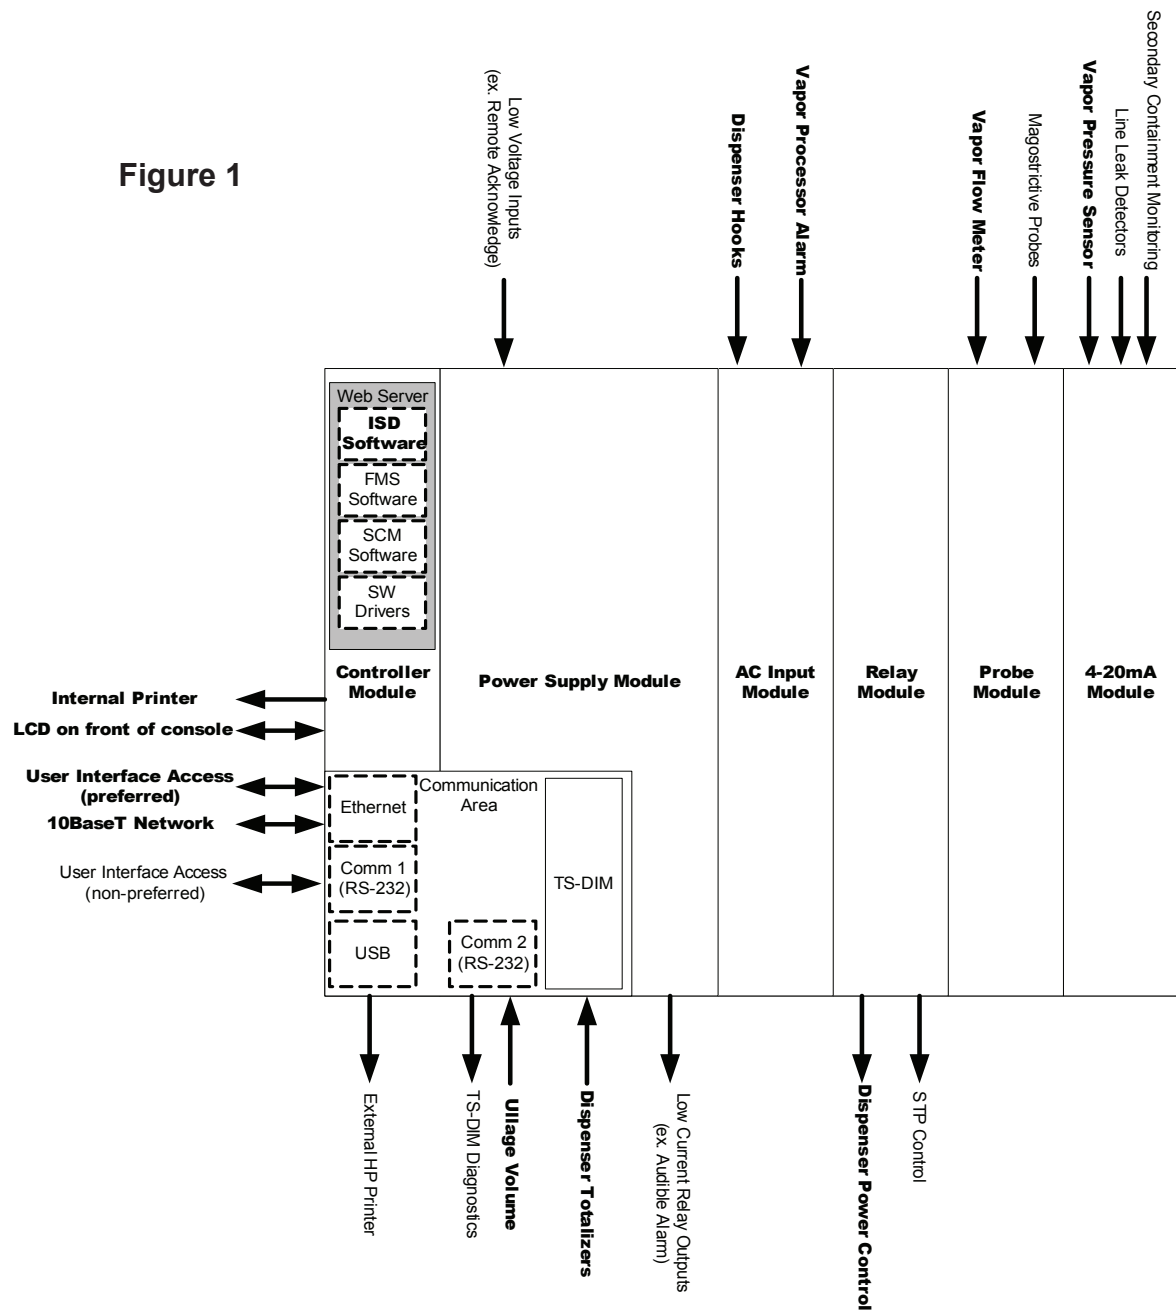 Figure 1
Low Voltage Inputs
(ex. Remote Acknowledge)
Dispenser Hooks
Vapor Processor Alarm
Vapor Flow Meter
Magostrictive Probes
Vapor Pressure Sensor
Line Leak Detectors
Secondary Containment Monitoring
Web Server
ISD
Software
FMS
Software
SCM
Software
SW
Drivers
Controller
Module
Power Supply Module
AC Input
Module
Relay
Module
Probe
Module
4-20mA
Module
Internal Printer
LCD on front of console
User Interface Access
(preferred)
10BaseT Network
User Interface Access
(non-preferred)
Ethernet
Communication
Area
Comm 1
(RS-232)
USB
Comm 2
(RS-232)
TS-DIM
External HP Printer
TS-DIM Diagnostics
Ullage Volume
Dispenser Totalizers
Low Current Relay Outputs
(ex. Audible Alarm)
Dispenser Power Control
STP Control